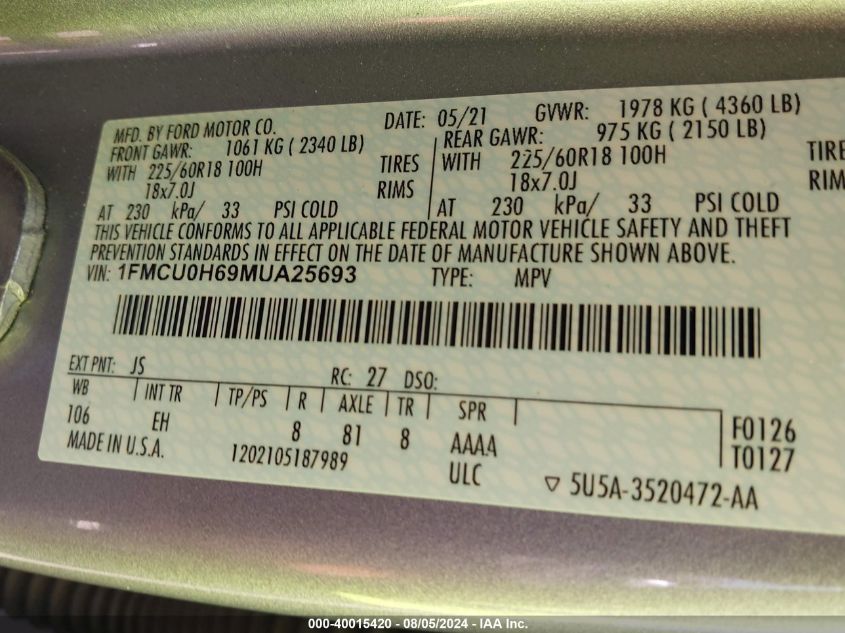 MFD. BY FORD MOTOR CO. DATE: 05/21 GVWR: 1978 KG ( 4360 LB)
FRONT GAWR: 1061 KG ( 2340 LB) REAR GAWR: 975 KG ( 2150 LB)
WITH 225/60R18 100H TIRES WITH 225/60R18 100H TIRE
18x7.0J RIMS 18x7.0J RIM
AT 230 kPa/ 33 PSI COLD AT 230 kPa/ 33 PSI COLD
THIS VEHICLE CONFORMS TO ALL APPLICABLE FEDERAL MOTOR VEHICLE SAFETY AND THEFT
PREVENTION STANDARDS IN EFFECT ON THE DATE OF MANUFACTURE SHOWN ABOVE.
VIN: 1FMCU0H69MUA25693 TYPE: MPV
EXT PNT: JS RC: 27 DSO:
WB INT TR TP/PS R AXLE TR SPR
106 EH 8 81 8 AAAA F0126
MADE IN U.S.A. 1202105187989 ULC T0127
5U5A-3520472-AA
000-40015420 - 08/05/2024 - IAA Inc.